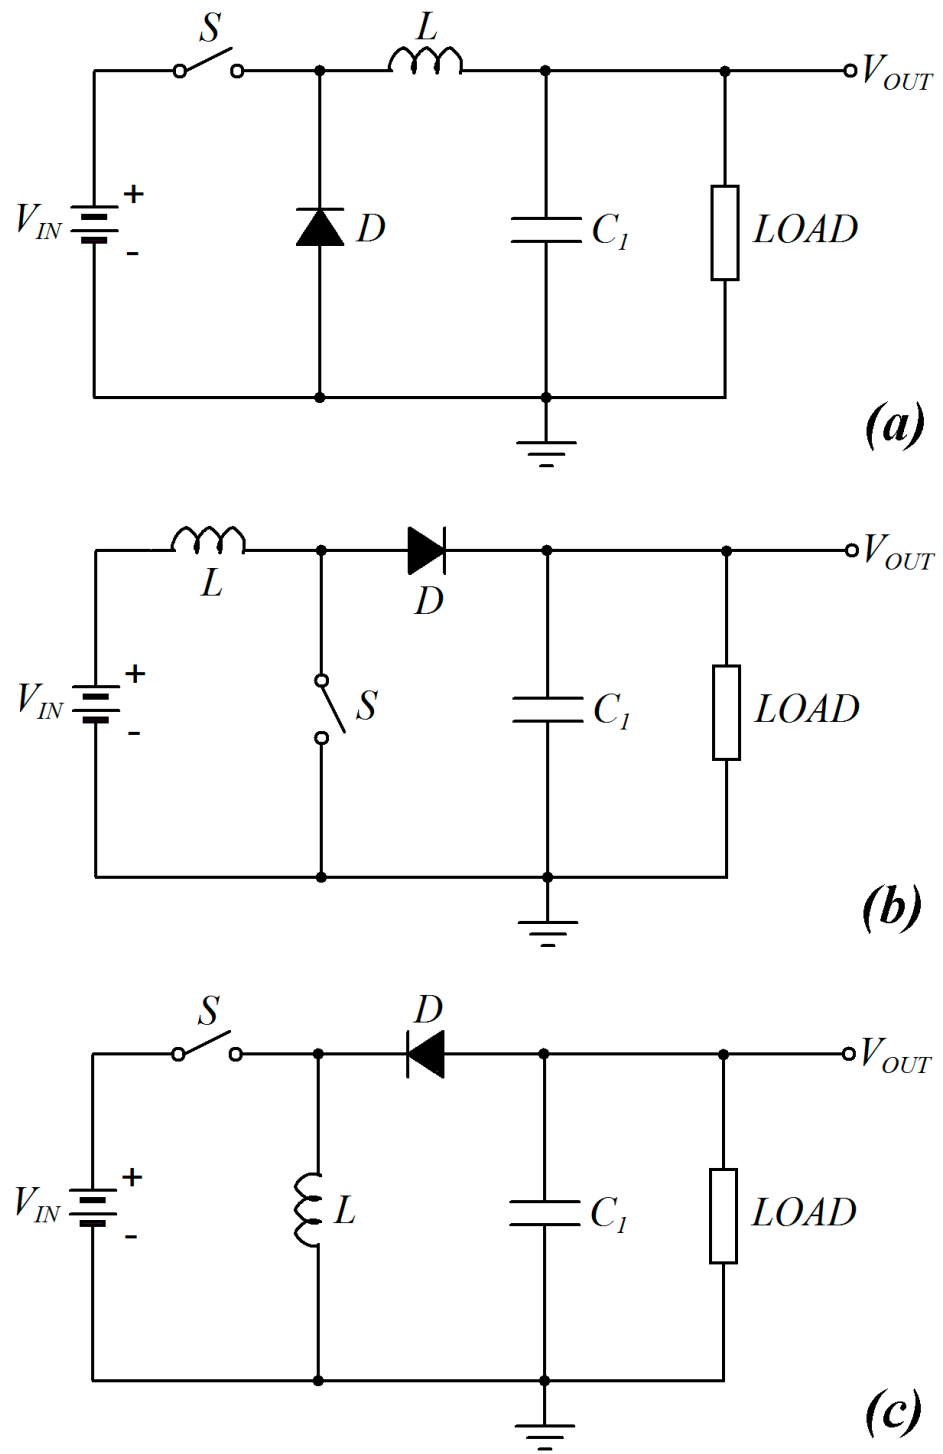 S
L
V_OUT
V_IN
+
-
D
C_1
LOAD
(a)
L
D
V_OUT
V_IN
+
-
S
C_1
LOAD
(b)
S
D
V_OUT
V_IN
+
-
L
C_1
LOAD
(c)